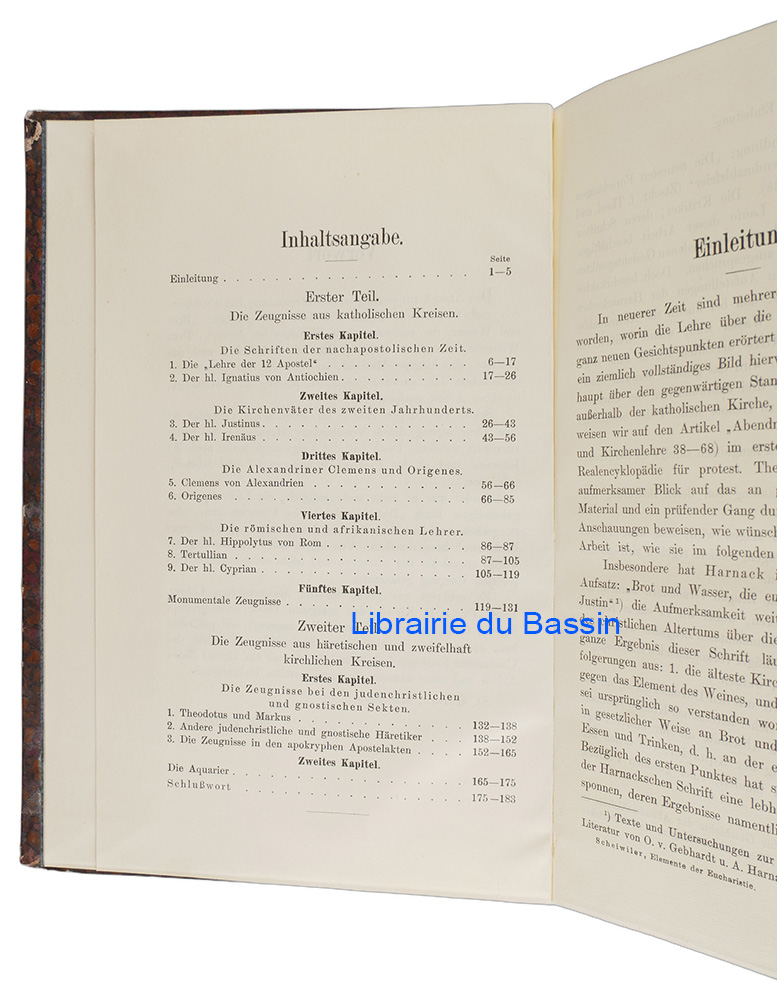 Inhaltsangabe.
Seite
Einleitung . . . . . . . . . . . . . . . . . . . 1—5
Erster Teil.
Die Zeugnisse aus katholischen Kreisen.
Erstes Kapitel.
Die Schriften der nachapostolischen Zeit.
1. Die „Lehre der 12 Apostel“ . . . . . . . . . . . 6—17
2. Der hl. Ignatius von Antiochien . . . . . . . . . . 17—26
Zweites Kapitel.
Die Kirchenväter des zweiten Jahrhunderts.
3. Der hl. Justinus . . . . . . . . . . . . . . . 26—43
4. Der hl. Irenäus . . . . . . . . . . . . . . . 43—56
Drittes Kapitel.
Die Alexandriner Clemens und Origenes.
5. Clemens von Alexandrien . . . . . . . . . . . . 56—66
6. Origenes . . . . . . . . . . . . . . . . . . 66—85
Viertes Kapitel.
Die römischen und afrikanischen Lehrer.
7. Der hl. Hippolytus von Rom . . . . . . . . . . . 86—87
8. Tertullian . . . . . . . . . . . . . . . . . 87—105
9. Der hl. Cyprian . . . . . . . . . . . . . . . 105—119
Fünftes Kapitel.
Monumentale Zeugnisse . . . . . . . . . . . . . 119—131
Librairie du Bassin
Zweiter Teil.
Die Zeugnisse aus häretischen und zweifelhaft
kirchlichen Kreisen.
Erstes Kapitel.
Die Zeugnisse bei den judenchristlichen
und gnostischen Sekten.
1. Theodotus und Markus . . . . . . . . . . . . . 132—138
2. Andere judenchristliche und gnostische Häretiker . . . . 138—152
3. Die Zeugnisse in den apokryphen Apostelakten . . . . . 152—165
Zweites Kapitel.
Die Aquarier . . . . . . . . . . . . . . . . . 165—175
Schlußwort . . . . . . . . . . . . . . . . . 175—183
Einleitun
In neuerer Zeit sind mehrer
worden, worin die Lehre über die
ganz neuen Gesichtspunkten erörtert
ein ziemlich vollständiges Bild hierv
haupt über den gegenwärtigen Stan
außerhalb der katholischen Kirche,
weisen wir auf den Artikel „Abendr
und Kirchenlehre 38—68) im erste
Realencyklopädie für protest. The
aufmerksamer Blick auf das an
Material und ein prüfender Gang du
Anschauungen beweisen, wie wünsch
Arbeit ist, wie sie im folgenden
Insbesondere hat Harnack i
Aufsatz: „Brot und Wasser, die eu
Justin“¹) die Aufmerksamkeit weit
des christlichen Altertums über die
ganze Ergebnis dieser Schrift läu
folgerungen aus: 1. die älteste Kirc
gegen das Element des Weines, und
sei ursprünglich so verstanden wor
in gesetzlicher Weise an Brot und
Essen und Trinken, d. h. an der e
Bezüglich des ersten Punktes hat s
der Harnackschen Schrift eine lebh
sponnen, deren Ergebnisse namentli
¹) Texte und Untersuchungen zur
Literatur von O. v. Gebhardt u. A. Harna
Scheiwiler, Elemente der Eucharistie.